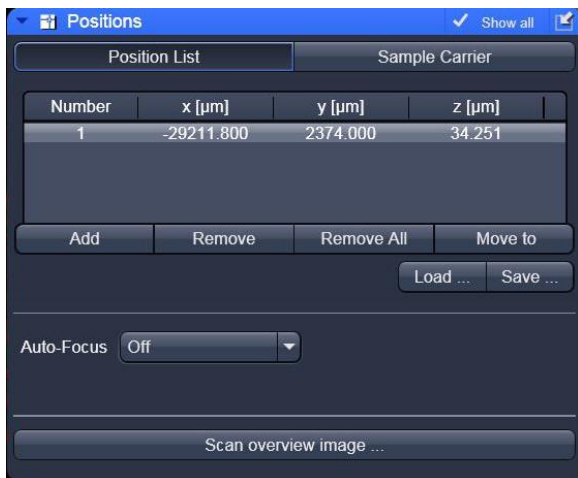 Positions Show all
Position List Sample Carrier
Number x [µm] y [µm] z [µm]
1 -29211.800 2374.000 34.251
Add Remove Remove All Move to
Load ... Save ...
Auto-Focus Off
Scan overview image ...